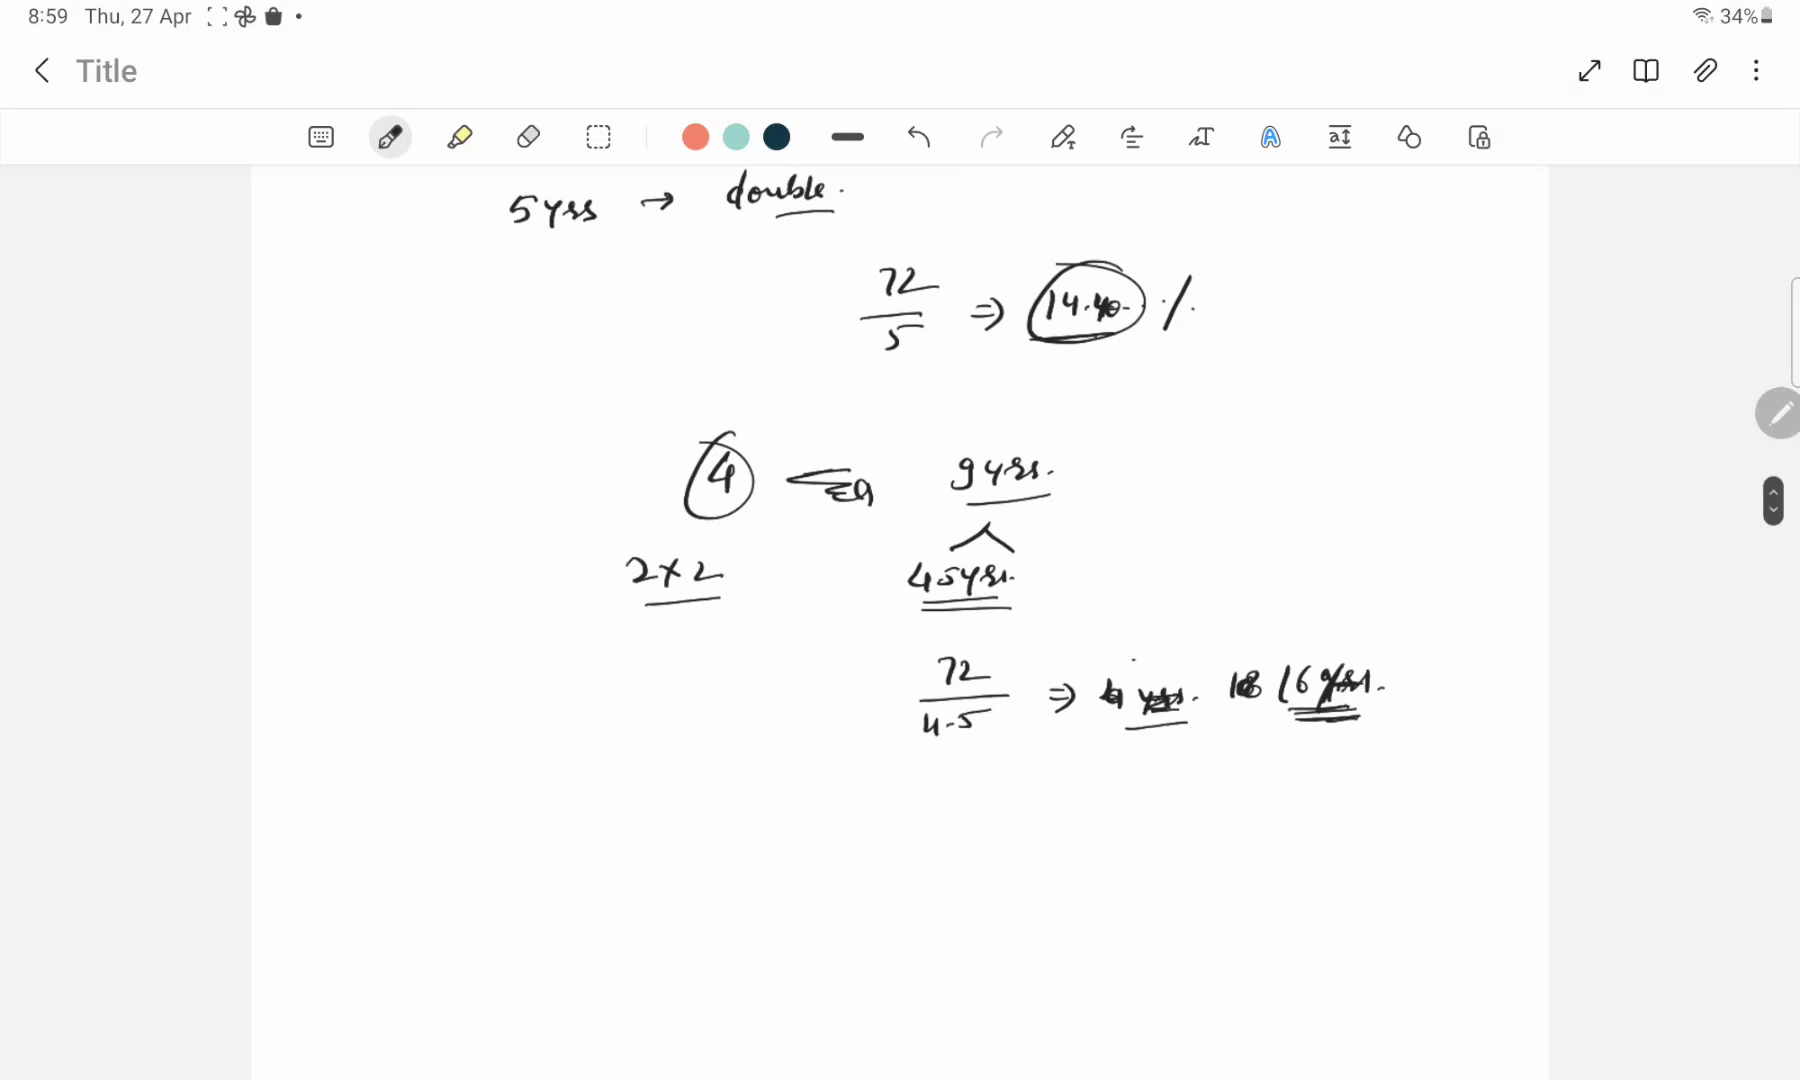 8:59 Thu, 27 Apr 34%
Title
5 yrs → double.
72
5
⇒ 14.40 %
4 9 yrs.
2×2 4.5 yrs.
72
4.5
⇒ 16